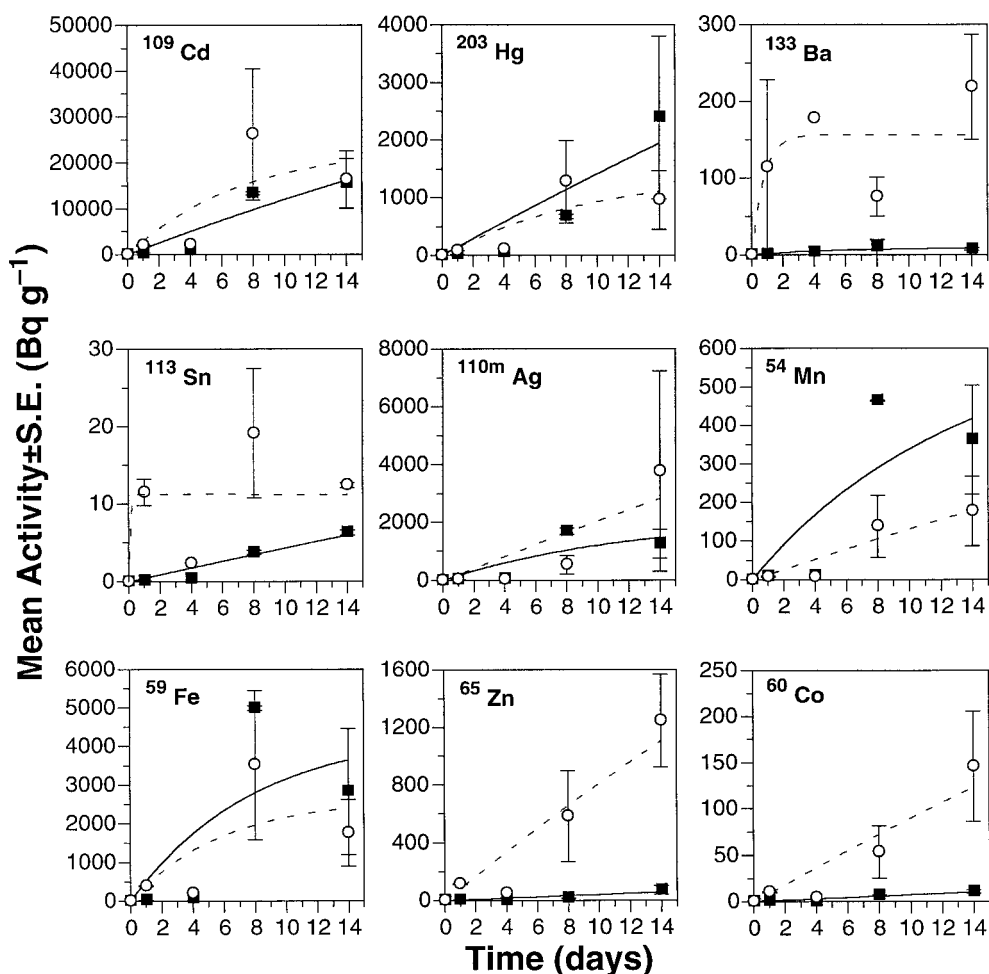 Mean Activity±S.E. (Bq g⁻¹)
109 Cd
50000
40000
30000
20000
10000
0
0 2 4 6 8 10 12 14
203 Hg
4000
3000
2000
1000
0
0 2 4 6 8 10 12 14
133 Ba
300
200
100
0
0 2 4 6 8 10 12 14
113 Sn
30
20
10
0
0 2 4 6 8 10 12 14
110m Ag
8000
6000
4000
2000
0
0 2 4 6 8 10 12 14
54 Mn
600
500
400
300
200
100
0
0 2 4 6 8 10 12 14
59 Fe
6000
5000
4000
3000
2000
1000
0
0 2 4 6 8 10 12 14
65 Zn
1600
1200
800
400
0
0 2 4 6 8 10 12 14
60 Co
250
200
150
100
50
0
0 2 4 6 8 10 12 14
Time (days)